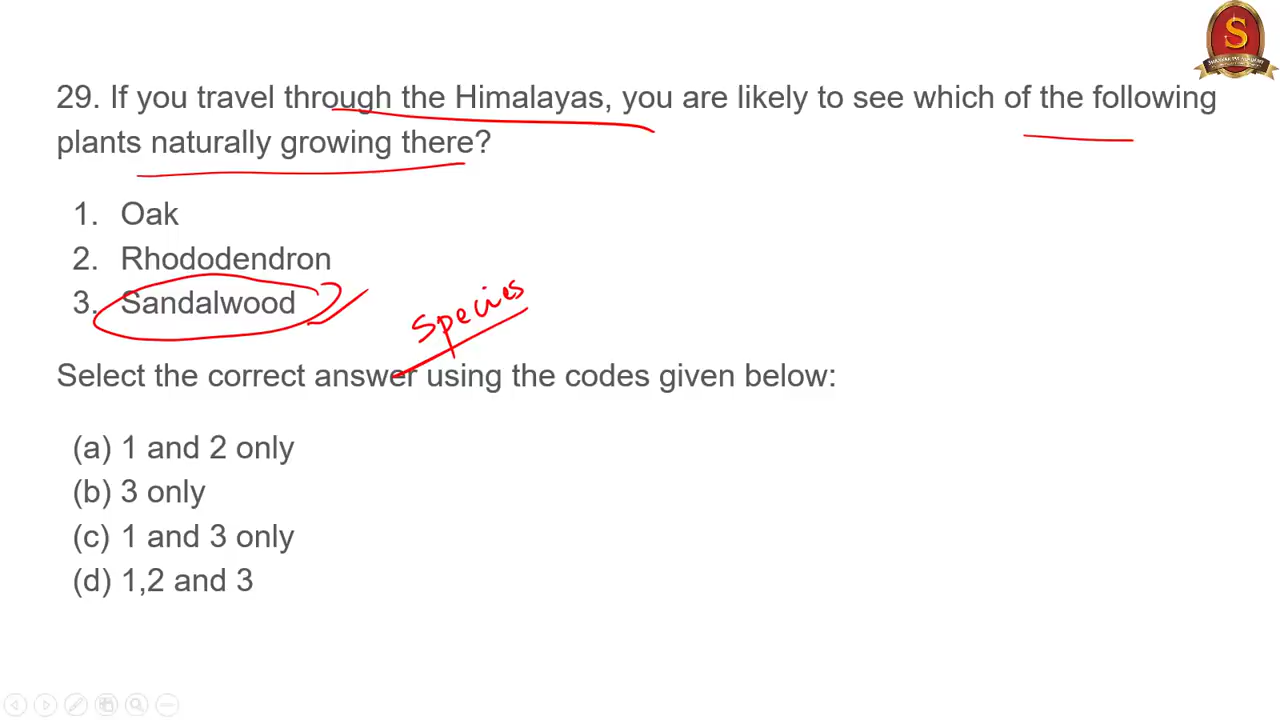 S
29. If you travel through the Himalayas, you are likely to see which of the following
plants naturally growing there?
1. Oak
2. Rhododendron
3. Sandalwood
Species
Select the correct answer using the codes given below:
(a) 1 and 2 only
(b) 3 only
(c) 1 and 3 only
(d) 1,2 and 3